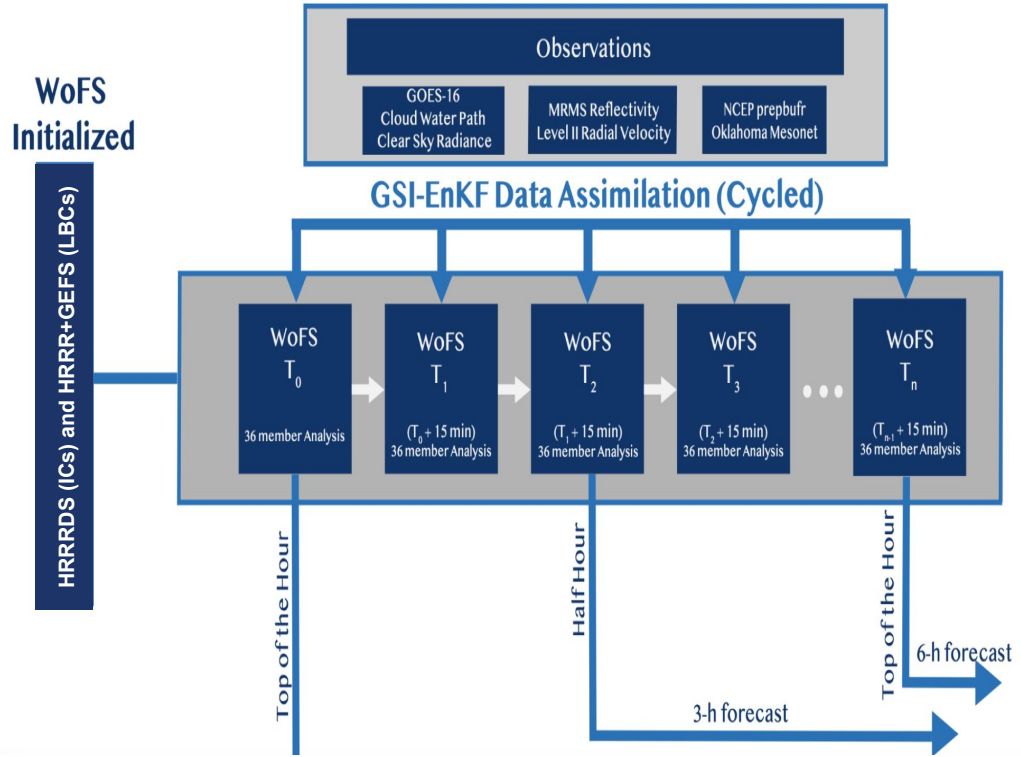 Observations
GOES-16
Cloud Water Path
Clear Sky Radiance
MRMS Reflectivity
Level II Radial Velocity
NCEP prepbufr
Oklahoma Mesonet
WoFS
Initialized
HRRRDS (ICs) and HRRR+GEFS (LBCs)
GSI-EnKF Data Assimilation (Cycled)
WoFS
T0
36 member Analysis
WoFS
T1
(T0 + 15 min)
36 member Analysis
WoFS
T2
(T1 + 15 min)
36 member Analysis
WoFS
T3
(T2 + 15 min)
36 member Analysis
WoFS
Tn
(Tn-1 + 15 min)
36 member Analysis
Top of the Hour
Half Hour
Top of the Hour
6-h forecast
3-h forecast